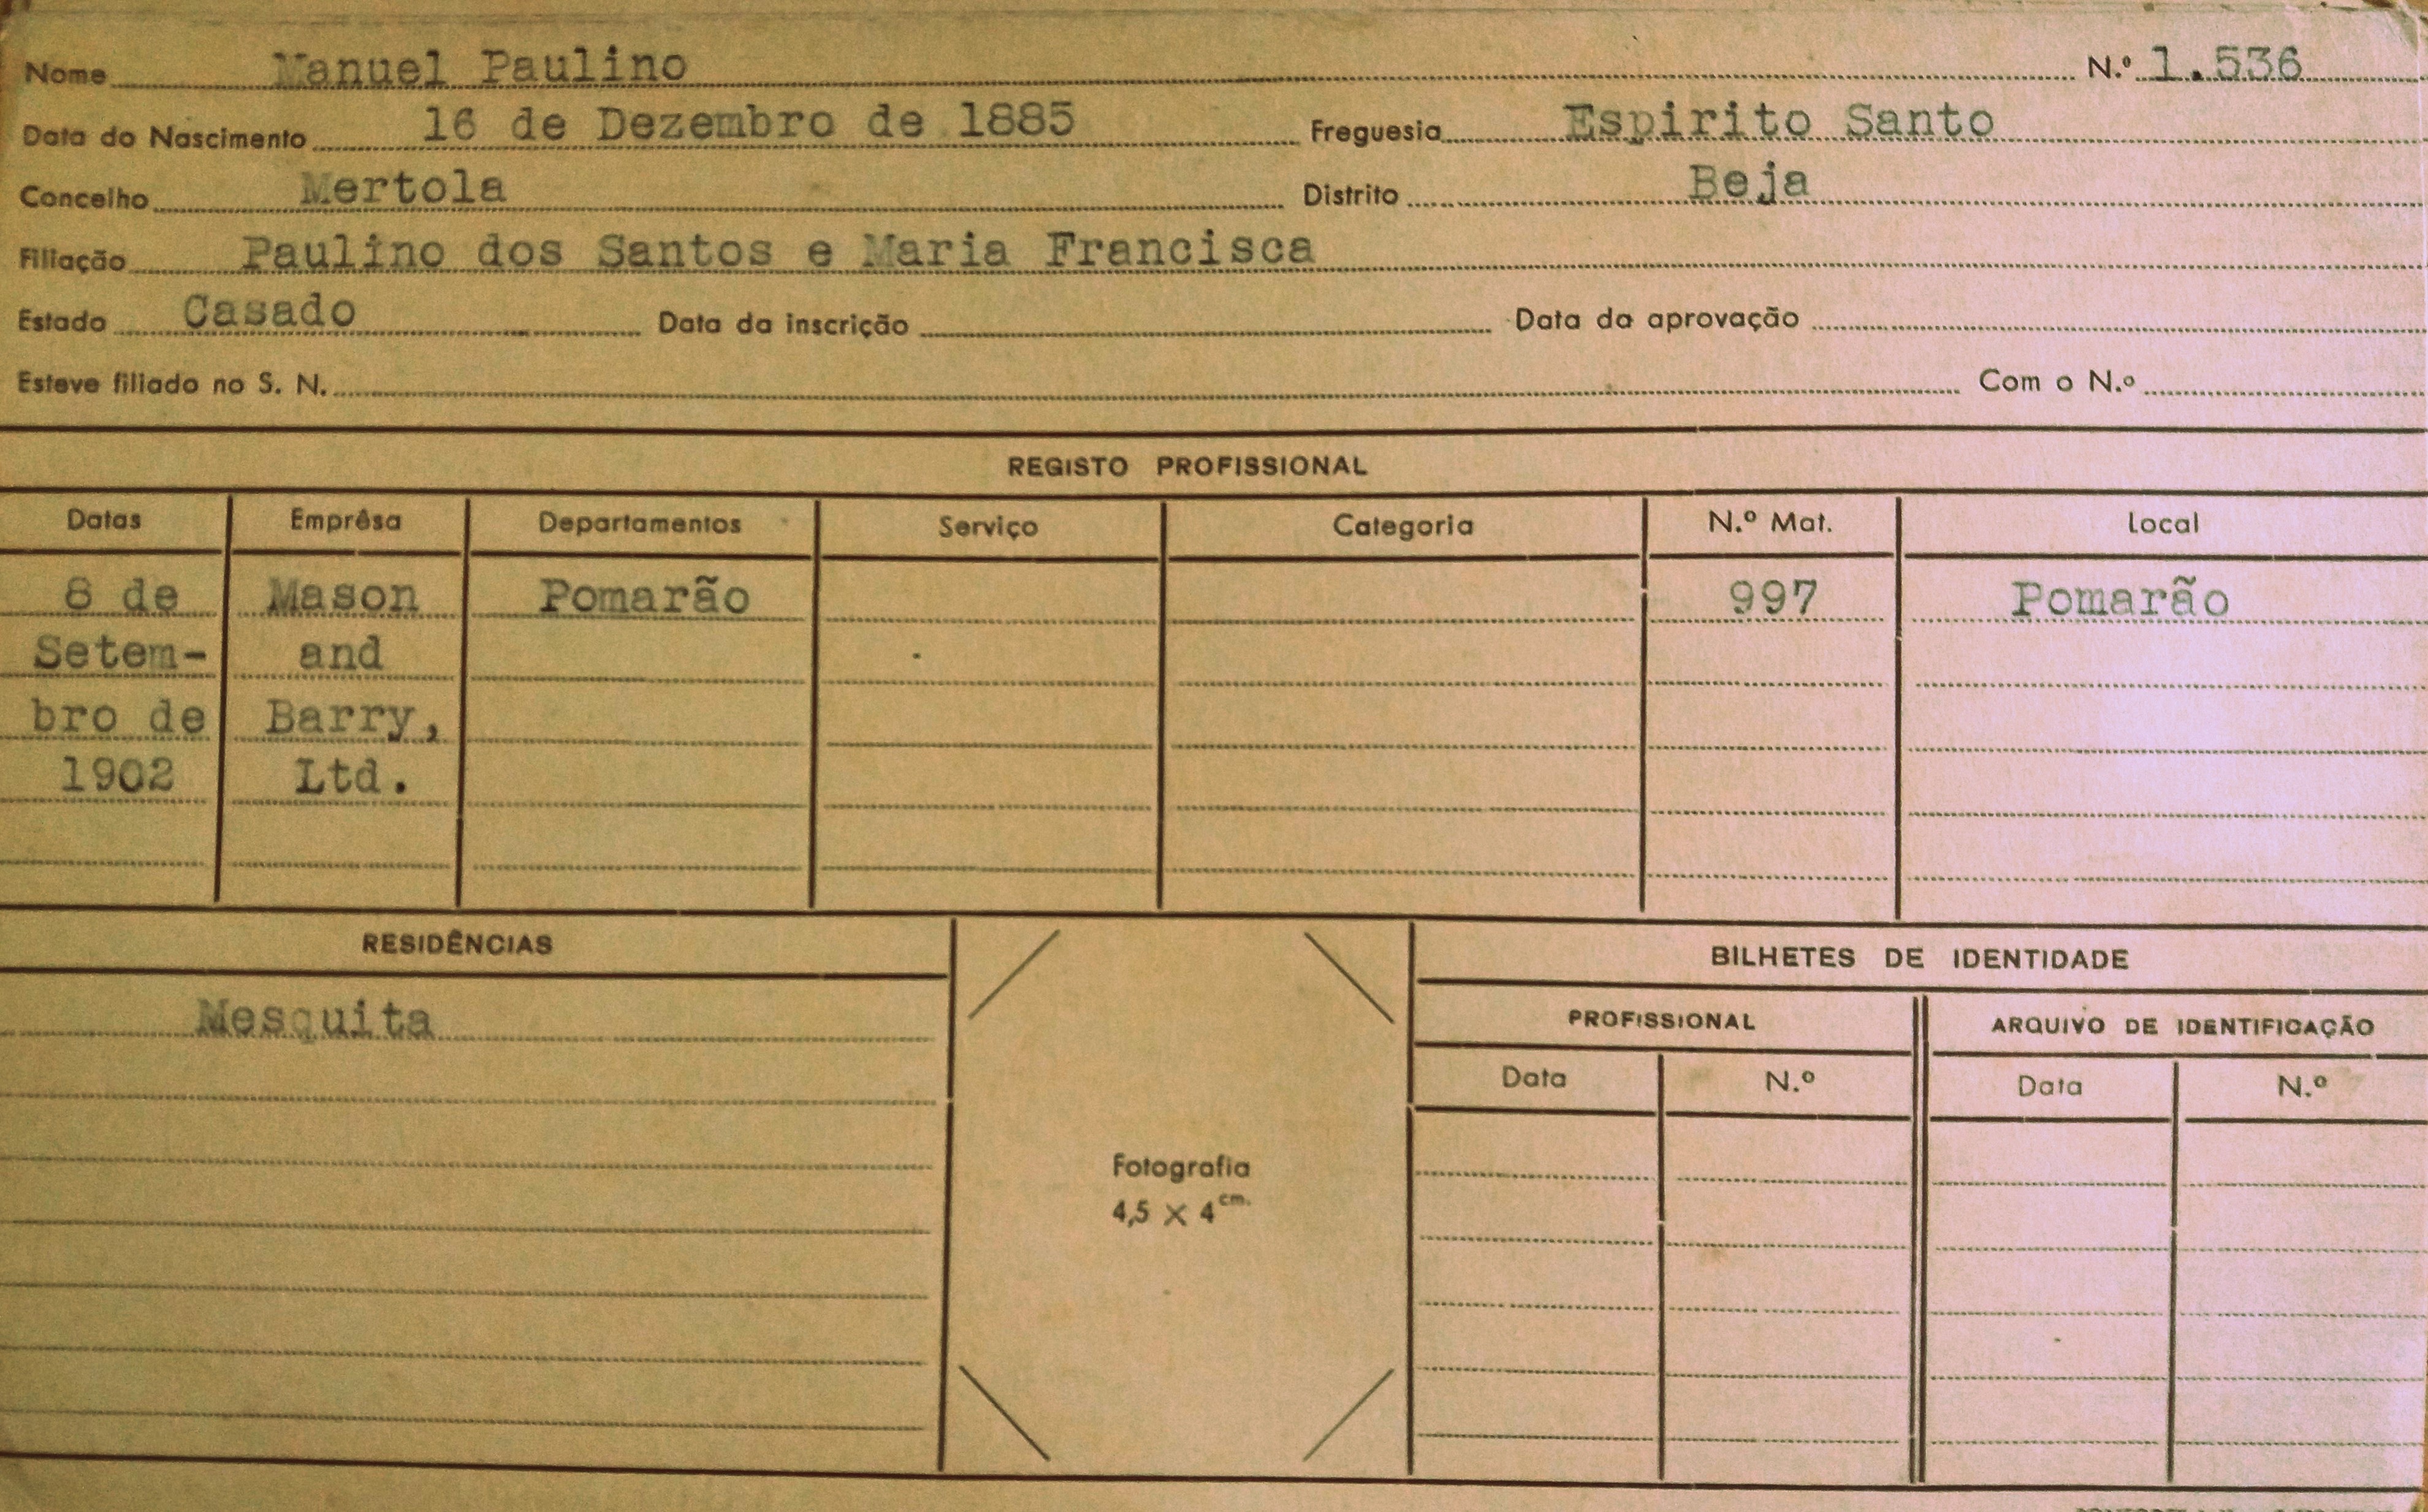 Nome Manuel Paulino N.º 1.536
Data do Nascimento 16 de Dezembro de 1885 Freguesia Espirito Santo
Concelho Mertola Distrito Beja
Filiação Paulino dos Santos e Maria Francisca
Estado Casado Data da inscrição Data da aprovação
Esteve filiado no S. N. Com o N.º
REGISTO PROFISSIONAL
Datas Emprêsa Departamentos Serviço Categoria N.º Mat. Local
8 de Mason Pomarão 997 Pomarão
Setem- and
bro de Barry,
1902 Ltd.
RESIDÊNCIAS
Mesquita
Fotografia
4,5 X 4 cm.
BILHETES DE IDENTIDADE
PROFISSIONAL ARQUIVO DE IDENTIFICAÇÃO
Data N.º Data N.º